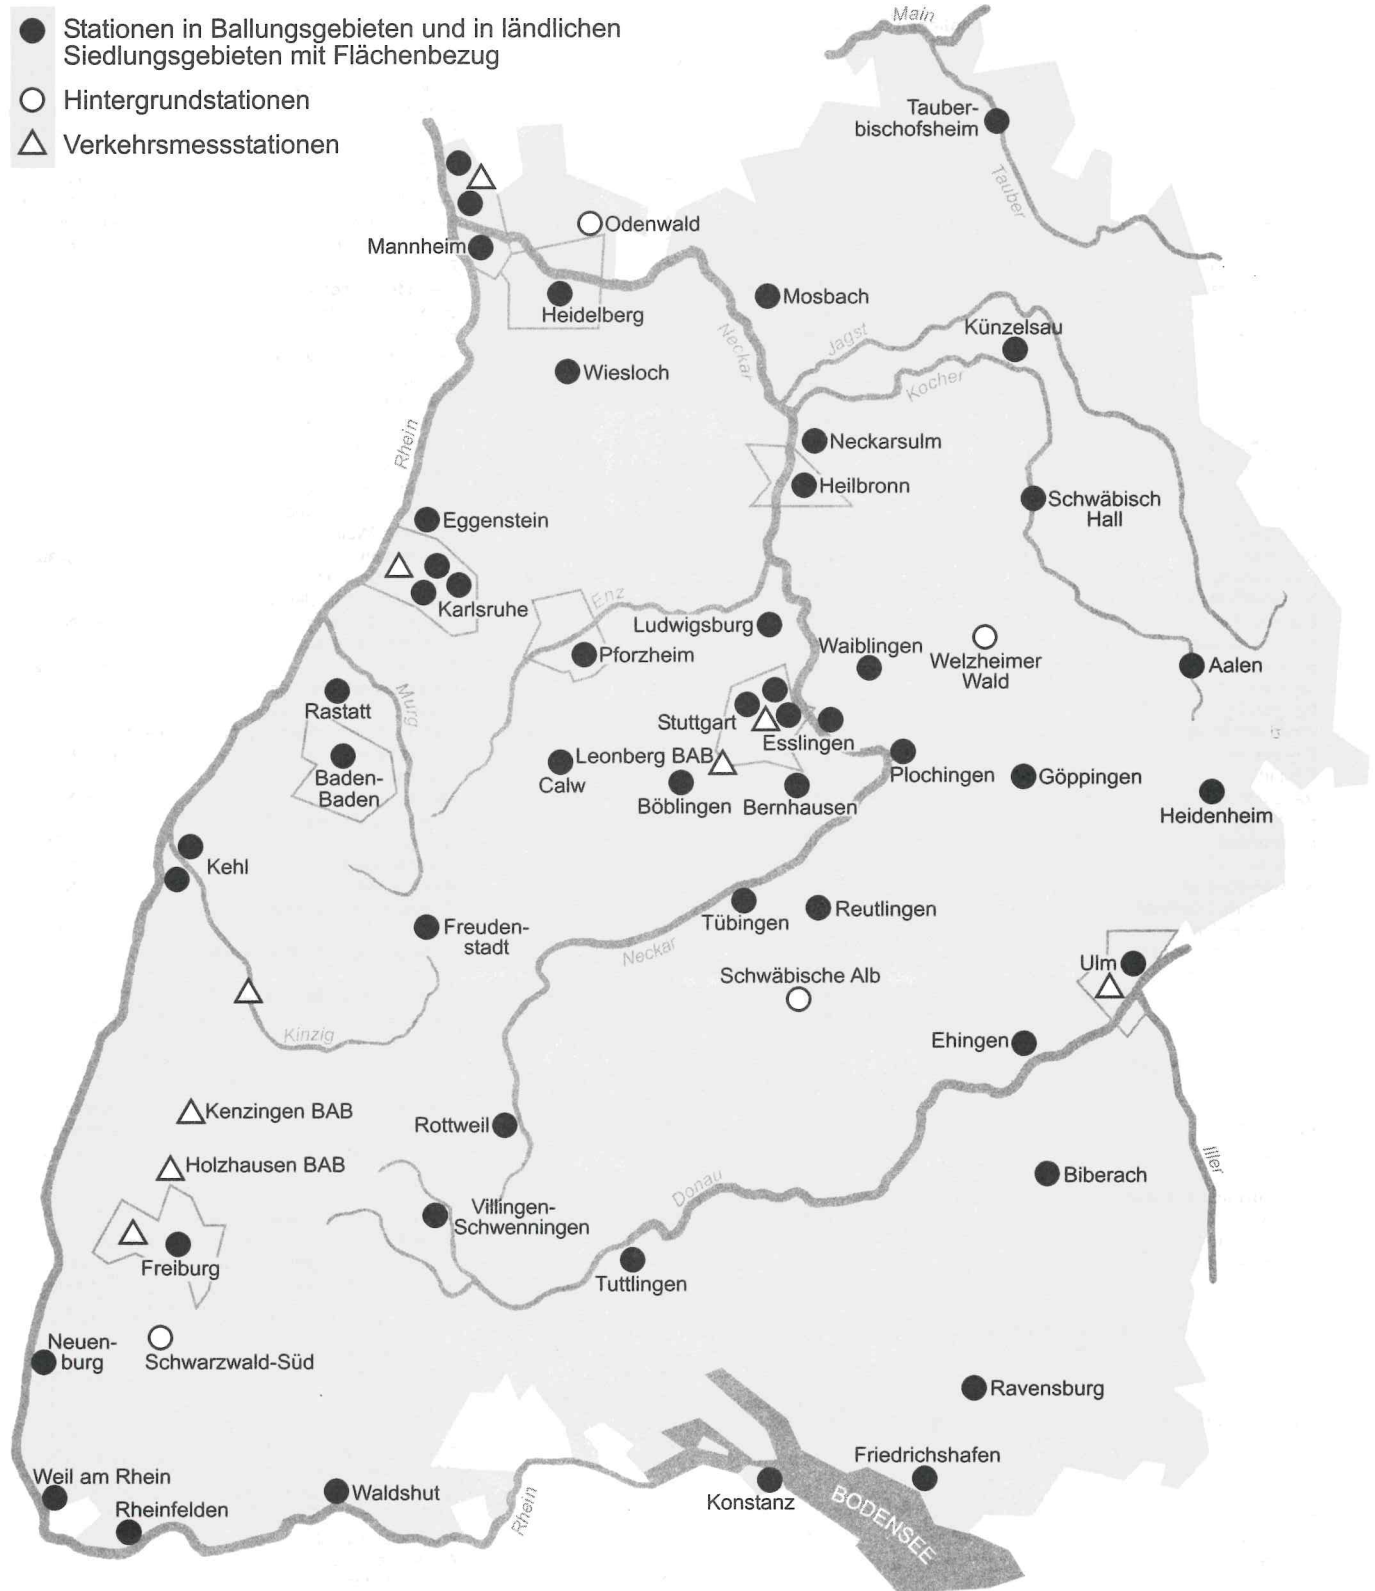 Stationen in Ballungsgebieten und in ländlichen
Siedlungsgebieten mit Flächenbezug
Hintergrundstationen
Verkehrsmessstationen
Main
Tauber-
bischofsheim
Tauber
Odenwald
Mannheim
Heidelberg
Mosbach
Künzelsau
Neckar
Jagst
Kocher
Wiesloch
Rhein
Neckarsulm
Heilbronn
Schwäbisch
Hall
Eggenstein
Karlsruhe
Enz
Ludwigsburg
Pforzheim
Waiblingen
Welzheimer
Wald
Aalen
Murg
Rastatt
Stuttgart
Esslingen
Leonberg BAB
Baden-
Baden
Calw
Böblingen
Bernhausen
Plochingen
Göppingen
Heidenheim
Kehl
Tübingen
Reutlingen
Freuden-
stadt
Neckar
Schwäbische Alb
Ulm
Kinzig
Ehingen
Kenzingen BAB
Rottweil
Holzhausen BAB
Donau
Iller
Biberach
Villingen-
Schwenningen
Freiburg
Tuttlingen
Neuen-
burg
Schwarzwald-Süd
Ravensburg
Friedrichshafen
Weil am Rhein
Waldshut
Rheinfelden
Rhein
Konstanz
BODENSEE